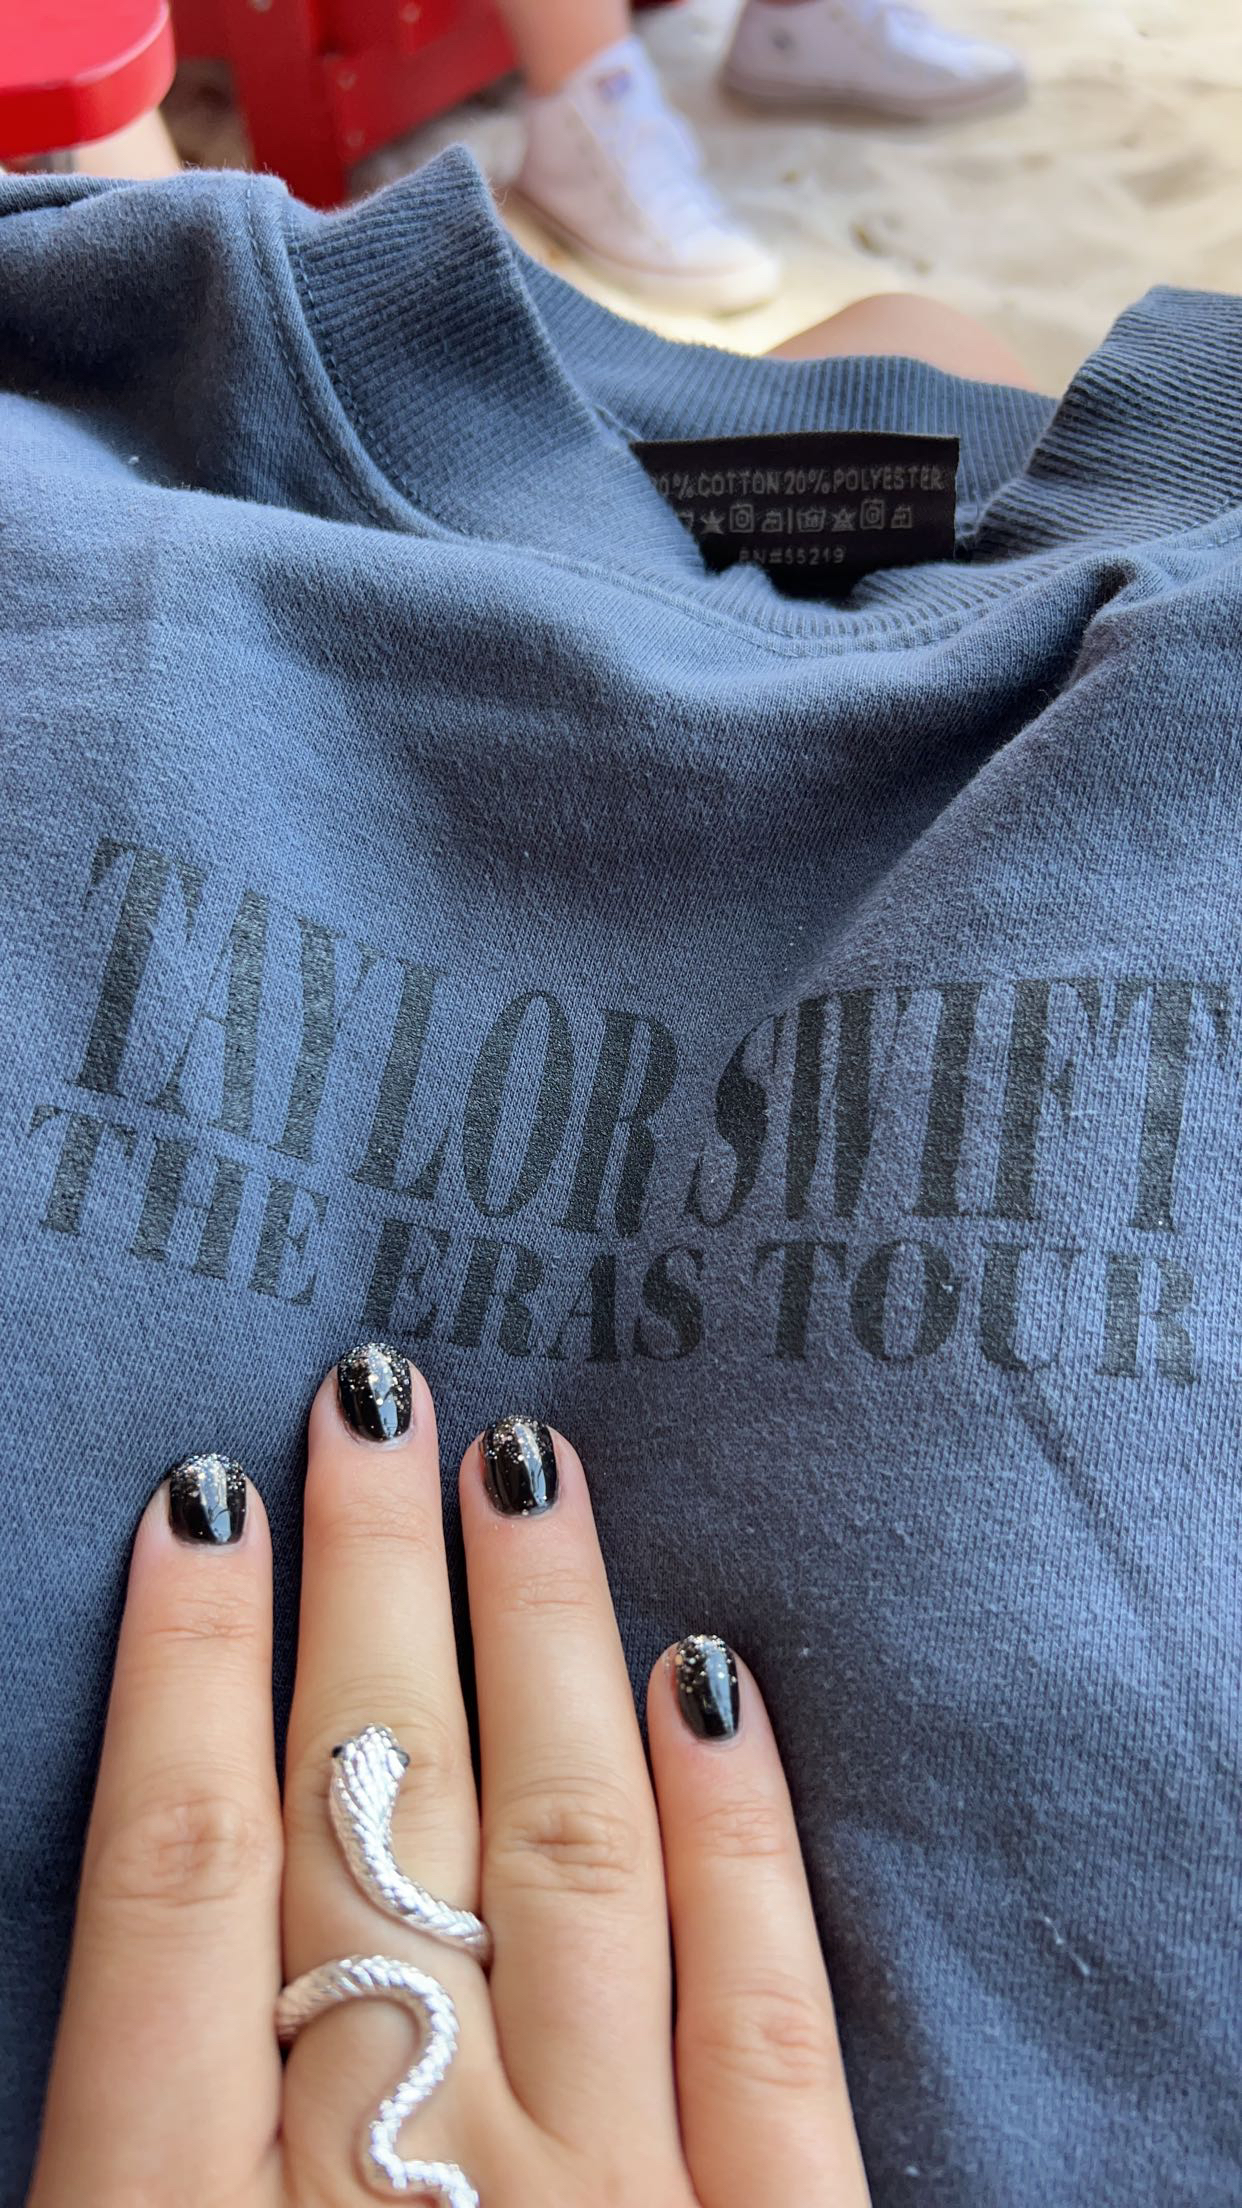 % COTTON 20% POLYESTER
RN#55219
TAYLOR SWIFT
THE ERAS TOUR